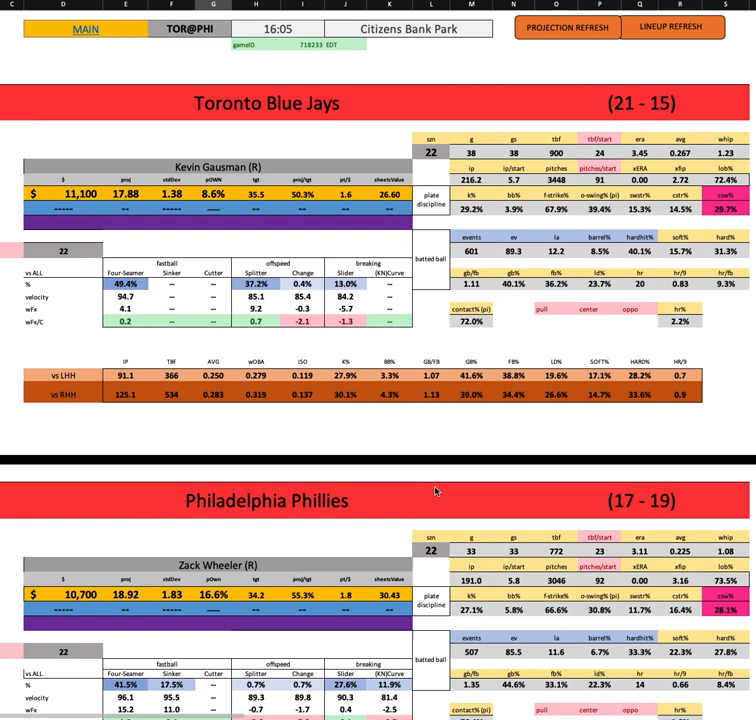 C D E F G H I J K L M N O P Q R S
MAIN TOR@PHI 16:05 Citizens Bank Park PROJECTION REFRESH LINEUP REFRESH
gameID 718233 EDT
Toronto Blue Jays (21 - 15)
szn g gs tbf tbf/start era avg whip
22 38 38 900 24 3.45 0.267 1.23
Kevin Gausman (R) ip ip/start pitches pitches/start xERA xfip lob%
$ proj stdDev pOWN tgt proj/tgt pt/$ sheetsValue 216.2 5.7 3448 91 0.00 2.72 72.4%
$ 11,100 17.88 1.38 8.6% 35.5 50.3% 1.6 26.60 plate discipline k% bb% f-strike% o-swing% (pi) swstr% cstr% csw%
----- -- -- ---- -- -- -- -- 29.2% 3.9% 67.9% 39.4% 15.3% 14.5% 29.7%
batted ball events ev la barrel% hardhit% soft% hard%
22 601 89.3 12.2 8.5% 40.1% 15.7% 31.3%
fastball offspeed breaking
vs ALL Four-Seamer Sinker Cutter Splitter Change Slider (KN)Curve gb/fb gb% fb% ld% hr hr/9 hr/fb
% 49.4% -- -- 37.2% 0.4% 13.0% -- 1.11 40.1% 36.2% 23.7% 20 0.83 9.3%
velocity 94.7 -- -- 85.1 85.4 84.2 --
wFx 4.1 -- -- 9.2 -0.3 -5.7 -- contact% (pi) pull center oppo hr%
wFx/C 0.2 -- -- 0.7 -2.1 -1.3 -- 72.0% 2.2%
IP TBF AVG wOBA ISO K% BB% GB/FB GB% FB% LD% SOFT% HARD% HR/9
vs LHH 91.1 366 0.250 0.279 0.119 27.9% 3.3% 1.07 41.6% 38.8% 19.6% 17.1% 28.2% 0.7
vs RHH 125.1 534 0.283 0.319 0.137 30.1% 4.3% 1.13 39.0% 34.4% 26.6% 14.7% 33.6% 0.9
Philadelphia Phillies (17 - 19)
szn g gs tbf tbf/start era avg whip
22 33 33 772 23 3.11 0.225 1.08
Zack Wheeler (R) ip ip/start pitches pitches/start xERA xfip lob%
$ proj stdDev pOwn tgt proj/tgt pt/$ sheetsValue 191.0 5.8 3046 92 0.00 3.16 73.5%
$ 10,700 18.92 1.83 16.6% 34.2 55.3% 1.8 30.43 plate discipline k% bb% f-strike% o-swing% (pi) swstr% cstr% csw%
----- -- -- ---- -- -- -- -- 27.1% 5.8% 66.6% 30.8% 11.7% 16.4% 28.1%
batted ball events ev la barrel% hardhit% soft% hard%
22 507 85.5 11.6 6.7% 33.3% 22.3% 27.8%
fastball offspeed breaking
vs ALL Four-Seamer Sinker Cutter Splitter Change Slider (KN)Curve gb/fb gb% fb% ld% hr hr/9 hr/fb
% 41.5% 17.5% -- 0.7% 0.7% 27.6% 11.9% 1.35 44.6% 33.1% 22.3% 14 0.66 8.4%
velocity 96.1 95.5 -- 89.3 89.8 90.3 81.4
wFx 15.2 11.0 -- -0.7 -1.7 0.4 -2.5 contact% (pi) pull center oppo hr%